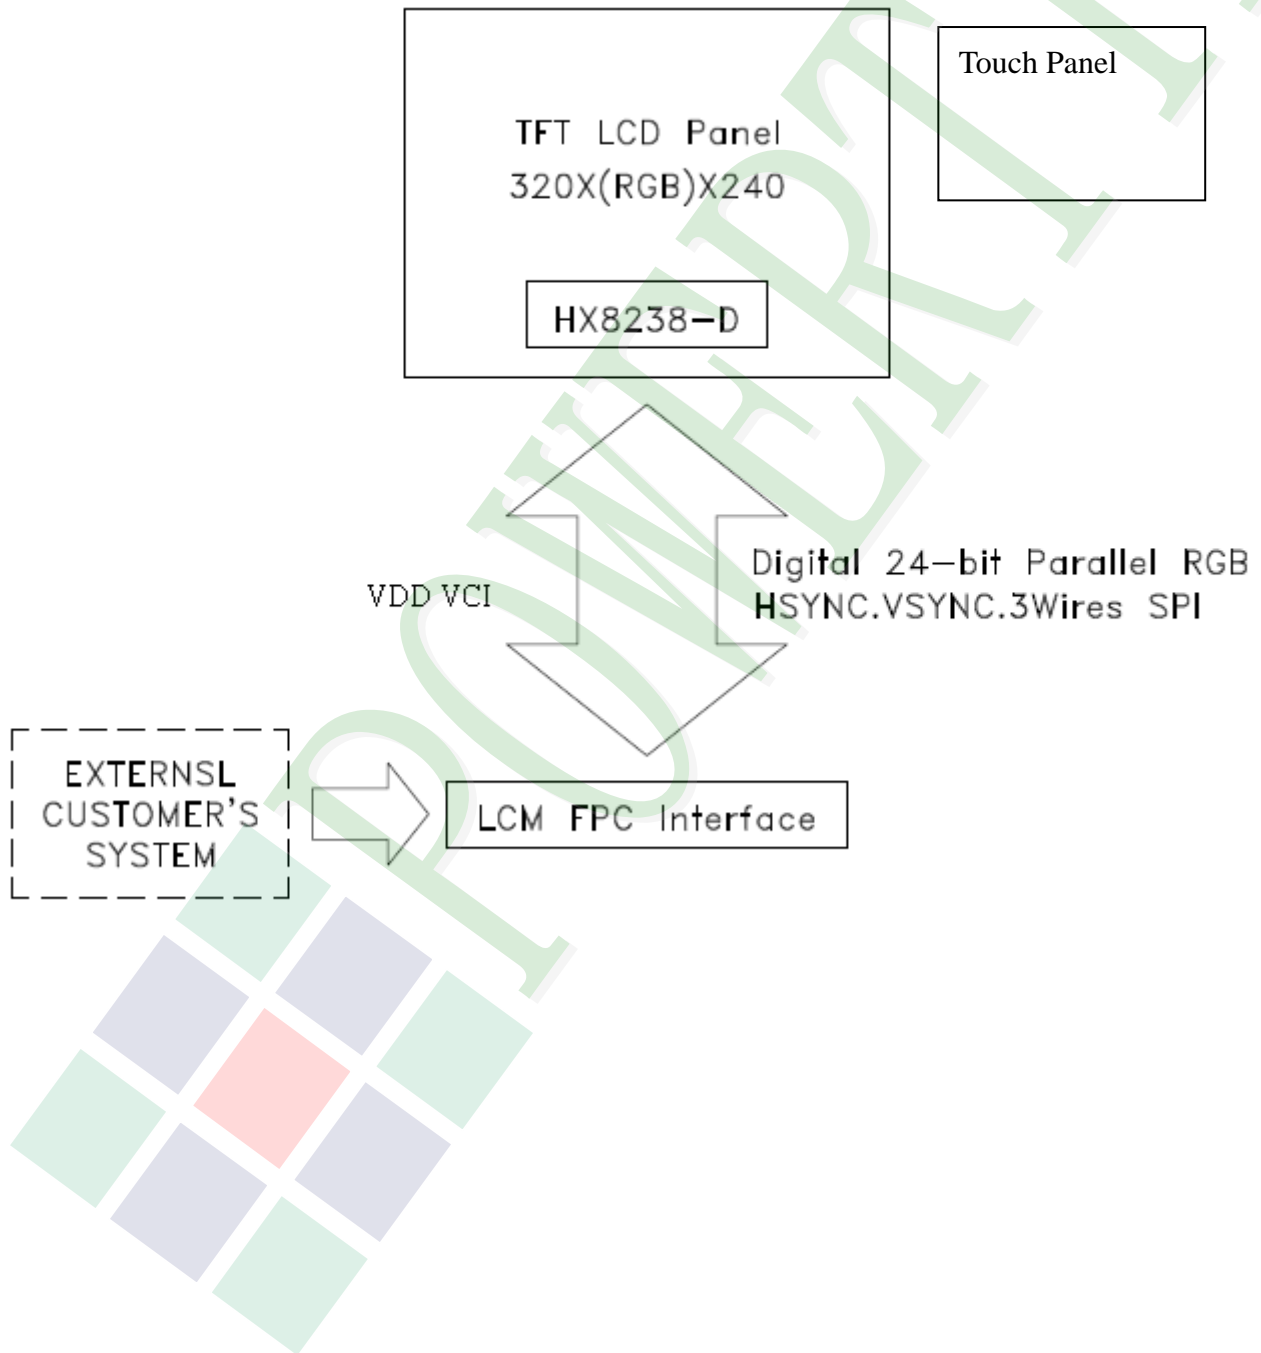 Touch Panel
TFT LCD Panel
320X(RGB)X240
HX8238-D
VDD VCI
Digital 24-bit Parallel RGB
HSYNC.VSYNC.3Wires SPI
EXTERNSL
CUSTOMER'S
SYSTEM
LCM FPC Interface
POWERT